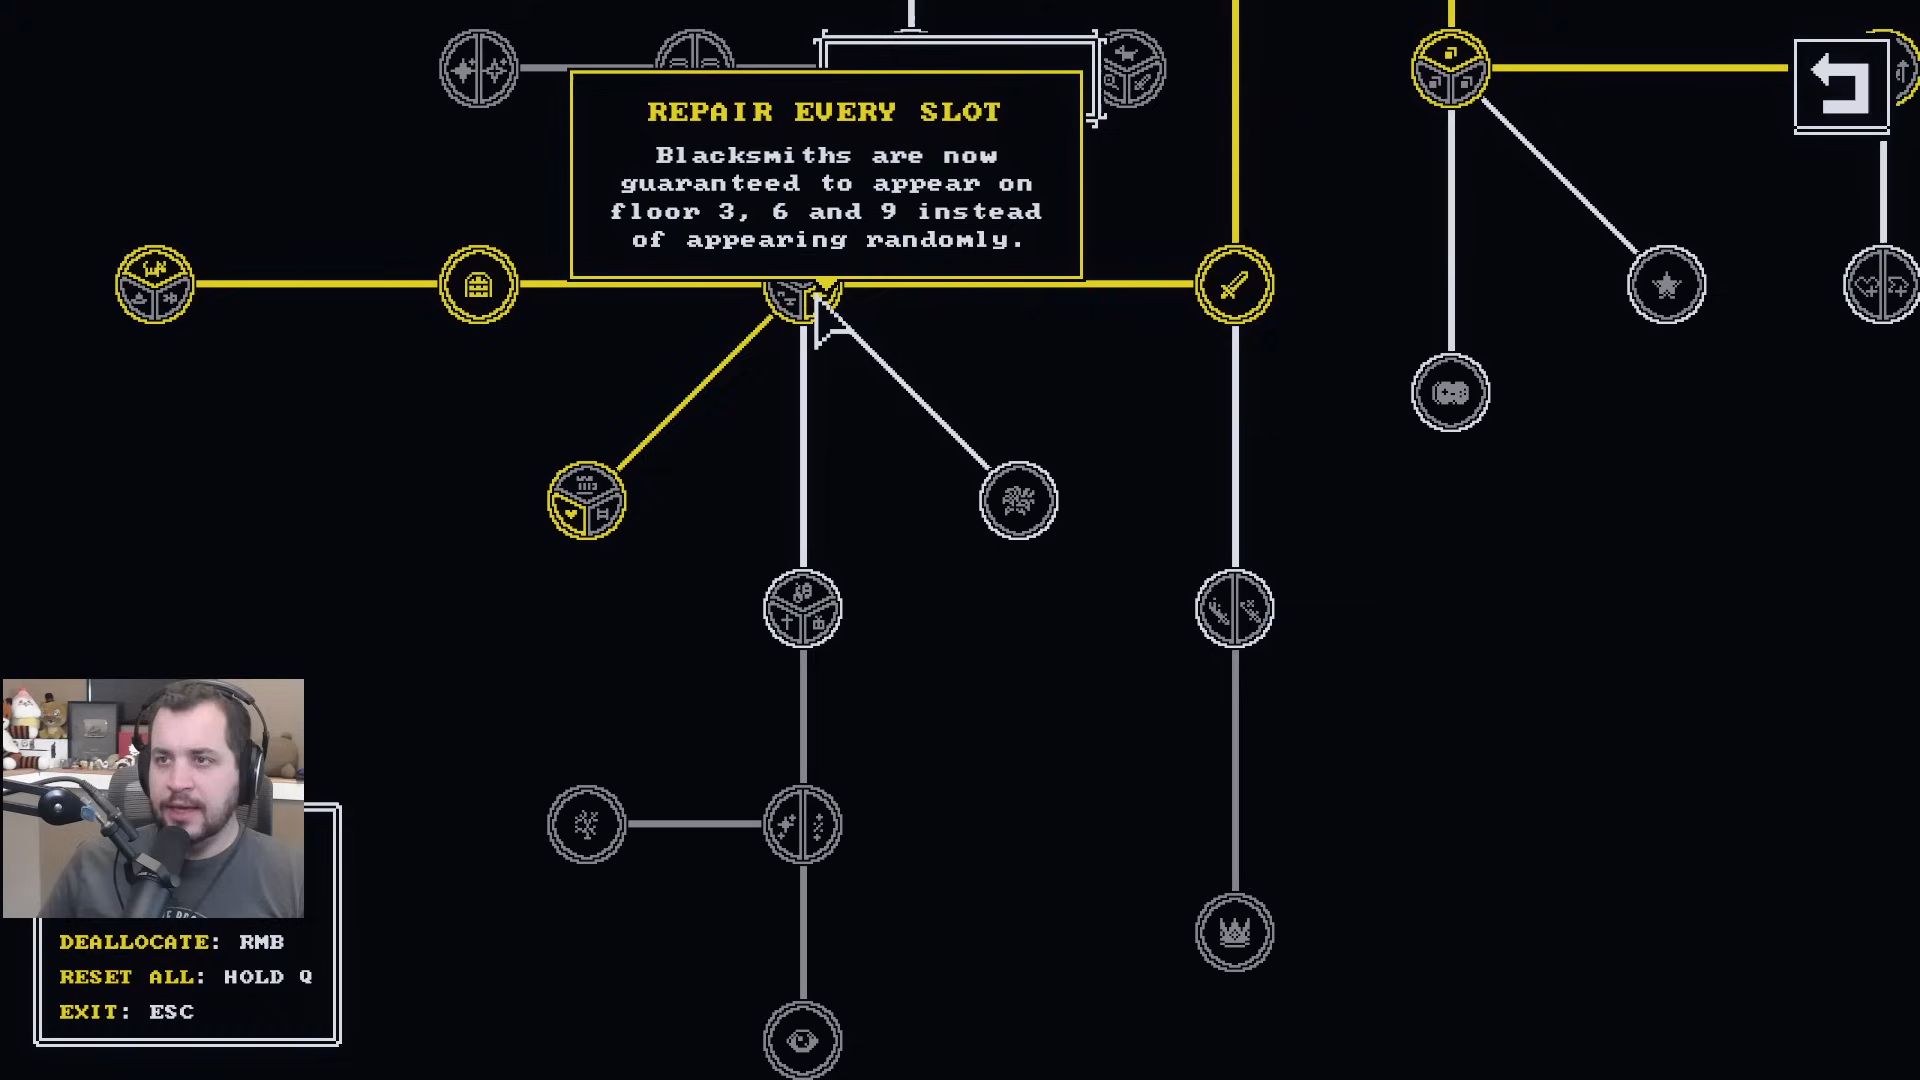 REPAIR EVERY SLOT
Blacksmiths are now
guaranteed to appear on
floor 3, 6 and 9 instead
of appearing randomly.
DEALLOCATE: RMB
RESET ALL: HOLD Q
EXIT: ESC